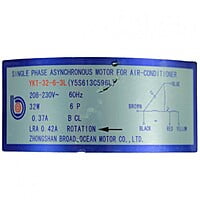 SINGLE PHASE ASYNCHRONOUS MOTOR FOR AIR-CONDITIONER
YKT-32-6-3L (Y5S613C596L)
208-230V~ 60HZ
32W 6 P
0.37A B CL
LRA 0.42A ROTATION
ZHONGSHAN BROAD-OCEAN MOTOR CO., LTD.
BLUE
BROWN
BLACK RED YELLOW